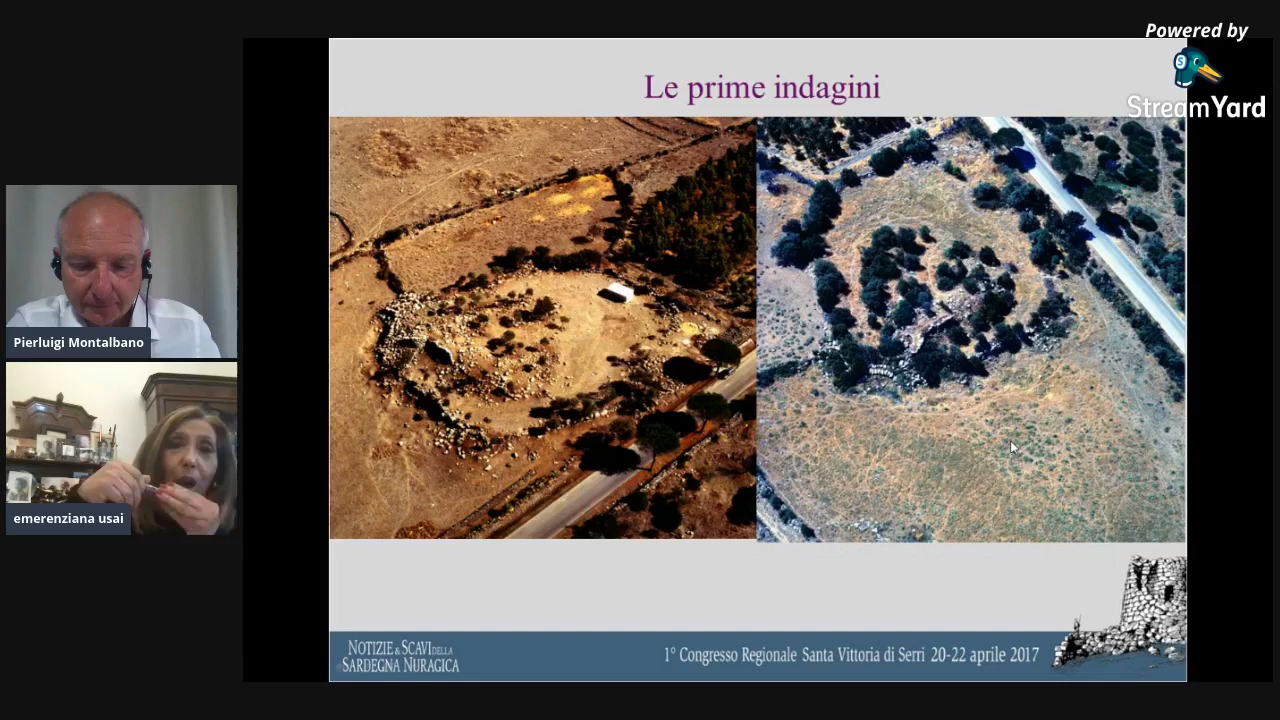 Powered by
StreamYard
Le prime indagini
Pierluigi Montalbano
emerenziana usai
NOTIZIE & SCAVI DELLA
SARDEGNA NURAGICA
1° Congresso Regionale Santa Vittoria di Serri 20-22 aprile 2017